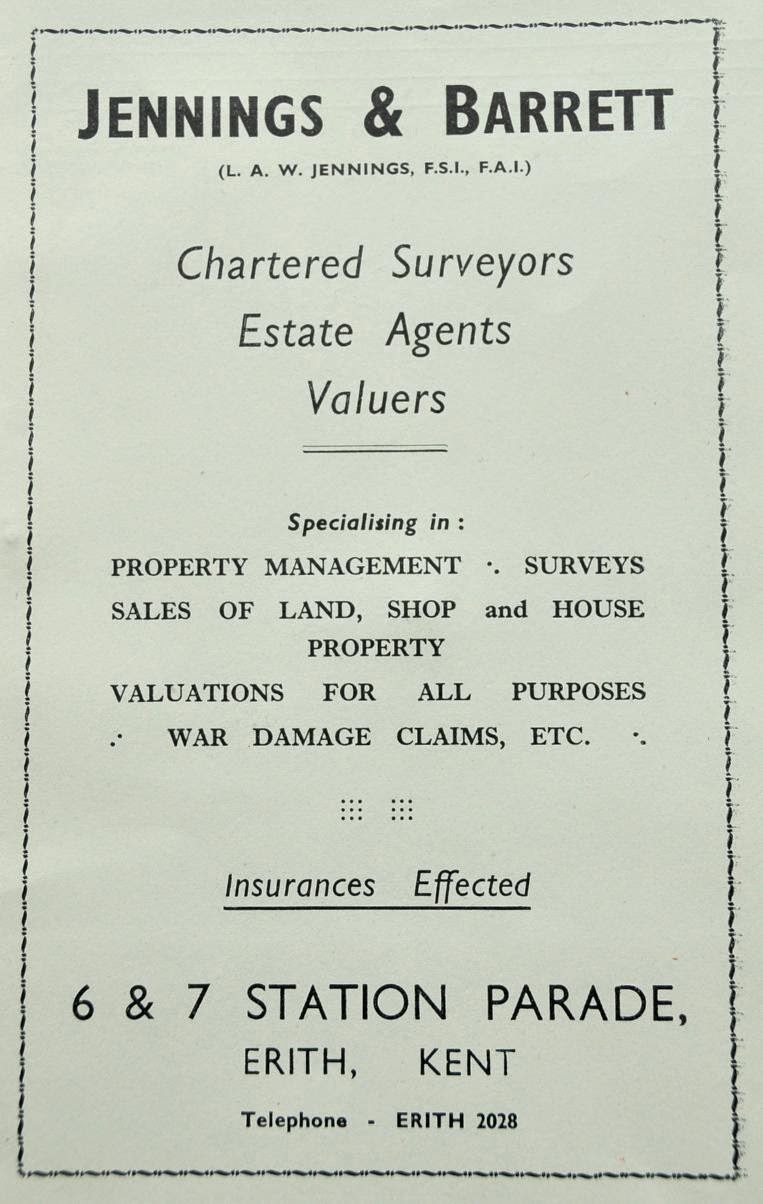 JENNINGS & BARRETT
(L. A. W. JENNINGS, F.S.I., F.A.I.)
Chartered Surveyors
Estate Agents
Valuers
Specialising in :
PROPERTY MANAGEMENT ·. SURVEYS
SALES OF LAND, SHOP and HOUSE
PROPERTY
VALUATIONS FOR ALL PURPOSES
.· WAR DAMAGE CLAIMS, ETC. ·.
Insurances Effected
6 & 7 STATION PARADE,
ERITH, KENT
Telephone - ERITH 2028